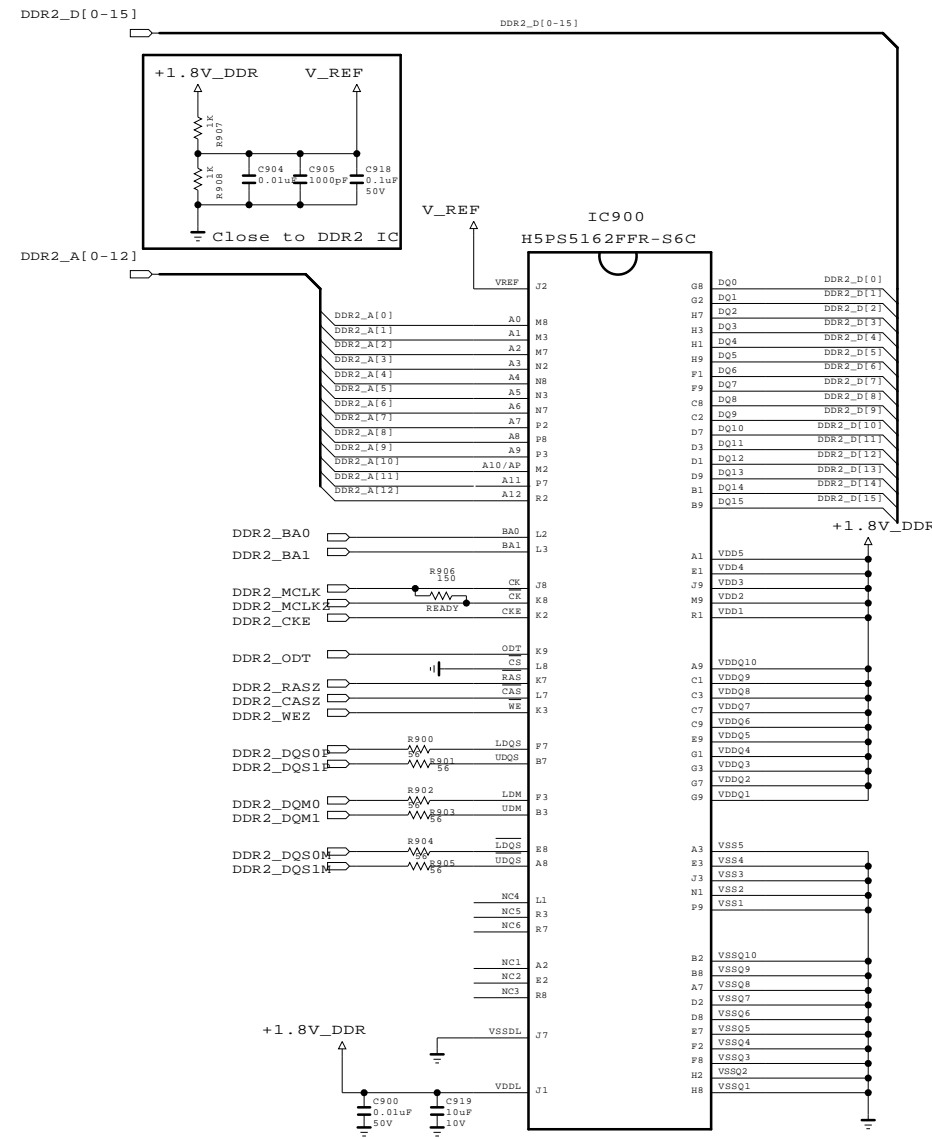 DDR2_D[0-15]
DDR2_D[0-15]
+1.8V_DDR V_REF
1K
R907
1K
R908
C904
0.01uF
C905
1000pF
C918
0.1uF
50V
Close to DDR2 IC
V_REF
IC900
H5PS5162FFR-S6C
DDR2_A[0-12]
VREF J2
DDR2_A[0] A0 M8
DDR2_A[1] A1 M3
DDR2_A[2] A2 M7
DDR2_A[3] A3 N2
DDR2_A[4] A4 N8
DDR2_A[5] A5 N3
DDR2_A[6] A6 N7
DDR2_A[7] A7 P2
DDR2_A[8] A8 P8
DDR2_A[9] A9 P3
DDR2_A[10] A10/AP M2
DDR2_A[11] A11 P7
DDR2_A[12] A12 R2
DDR2_BA0 BA0 L2
DDR2_BA1 BA1 L3
R906
150
READY
DDR2_MCLK CK J8
DDR2_MCLKZ CK K8
DDR2_CKE CKE K2
DDR2_ODT ODT K9
CS L8
DDR2_RASZ RAS K7
DDR2_CASZ CAS L7
DDR2_WEZ WE K3
DDR2_DQS0P R900 56 LDQS F7
DDR2_DQS1P R901 56 UDQS B7
DDR2_DQM0 R902 56 LDM F3
DDR2_DQM1 R903 56 UDM B3
DDR2_DQS0M R904 56 LDQS E8
DDR2_DQS1M R905 56 UDQS A8
NC4 L1
NC5 R3
NC6 R7
NC1 A2
NC2 E2
NC3 R8
VSSDL J7
+1.8V_DDR
VDDL J1
C900
0.01uF
50V
C919
10uF
10V
G8 DQ0 DDR2_D[0]
G2 DQ1 DDR2_D[1]
H7 DQ2 DDR2_D[2]
H3 DQ3 DDR2_D[3]
H1 DQ4 DDR2_D[4]
H9 DQ5 DDR2_D[5]
F1 DQ6 DDR2_D[6]
F9 DQ7 DDR2_D[7]
C8 DQ8 DDR2_D[8]
C2 DQ9 DDR2_D[9]
D7 DQ10 DDR2_D[10]
D3 DQ11 DDR2_D[11]
D1 DQ12 DDR2_D[12]
D9 DQ13 DDR2_D[13]
B1 DQ14 DDR2_D[14]
B9 DQ15 DDR2_D[15]
+1.8V_DDR
A1 VDD5
E1 VDD4
J9 VDD3
M9 VDD2
R1 VDD1
A9 VDDQ10
C1 VDDQ9
C3 VDDQ8
C7 VDDQ7
C9 VDDQ6
E9 VDDQ5
G1 VDDQ4
G3 VDDQ3
G7 VDDQ2
G9 VDDQ1
A3 VSS5
E3 VSS4
J3 VSS3
N1 VSS2
P9 VSS1
B2 VSSQ10
B8 VSSQ9
A7 VSSQ8
D2 VSSQ7
D8 VSSQ6
E7 VSSQ5
F2 VSSQ4
F8 VSSQ3
H2 VSSQ2
H8 VSSQ1